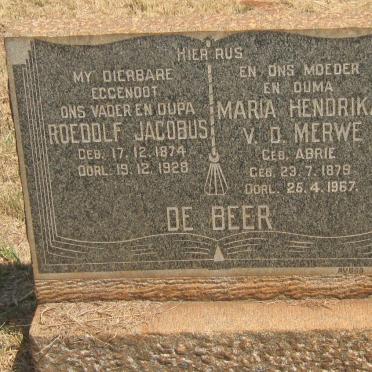 HIER RUS
MY DIERBARE
EGGENOOT
ONS VADER EN OUPA
ROEDOLF JACOBUS
GEB. 17.12.1874
OORL. 19.12.1928
EN ONS MOEDER
EN OUMA
MARIA HENDRIKA
V. D. MERWE
GEB. ABRIE
GEB. 23.7.1879
OORL. 25.4.1967.
DE BEER